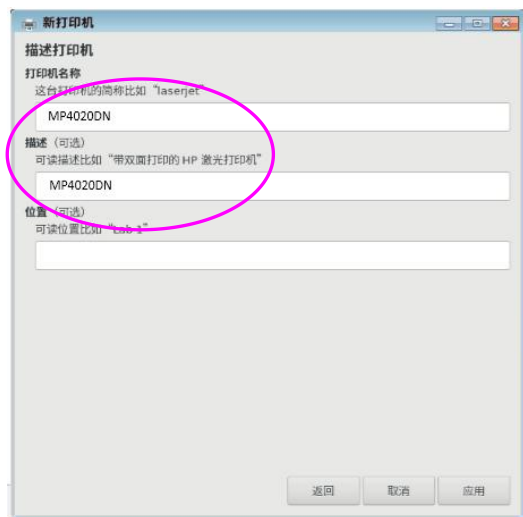 新打印机
描述打印机
打印机名称
这台打印机的简称比如“laserjet”
MP4020DN
描述（可选）
可读描述比如“带双面打印的 HP 激光打印机”
MP4020DN
位置（可选）
可读位置比如“Lab 1”
返回 取消 应用